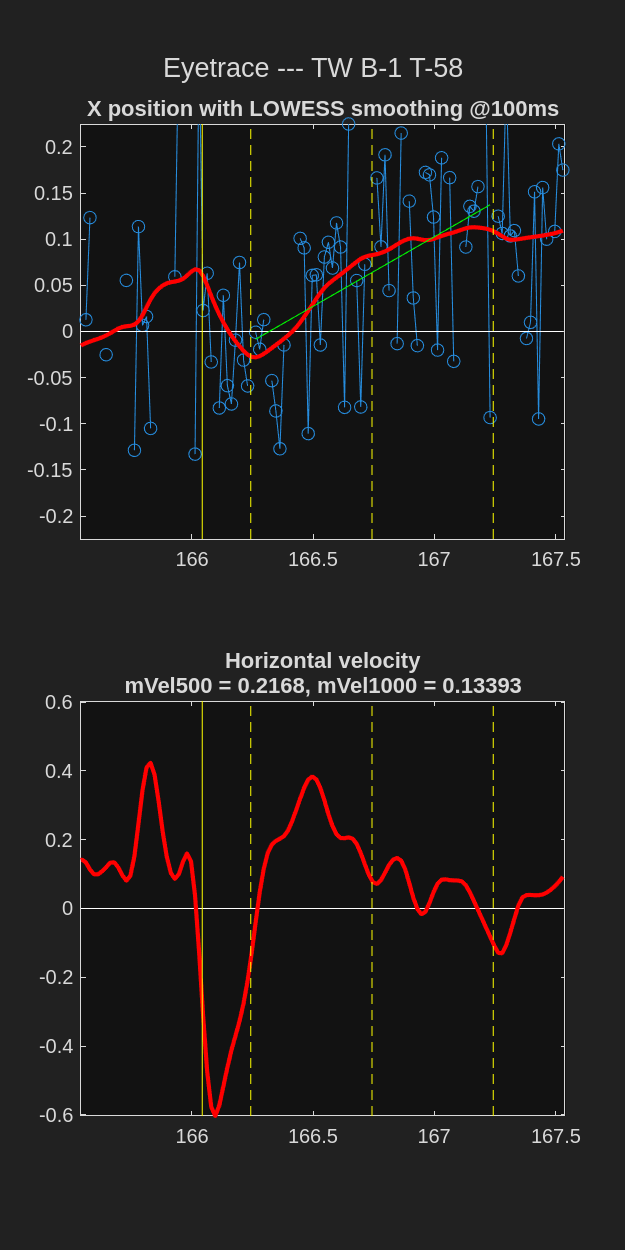 Eyetrace --- TW B-1 T-58
X position with LOWESS smoothing @100ms
0.2
0.15
0.1
0.05
0
-0.05
-0.1
-0.15
-0.2
166 166.5 167 167.5
Horizontal velocity
mVel500 = 0.2168, mVel1000 = 0.13393
0.6
0.4
0.2
0
-0.2
-0.4
-0.6
166 166.5 167 167.5